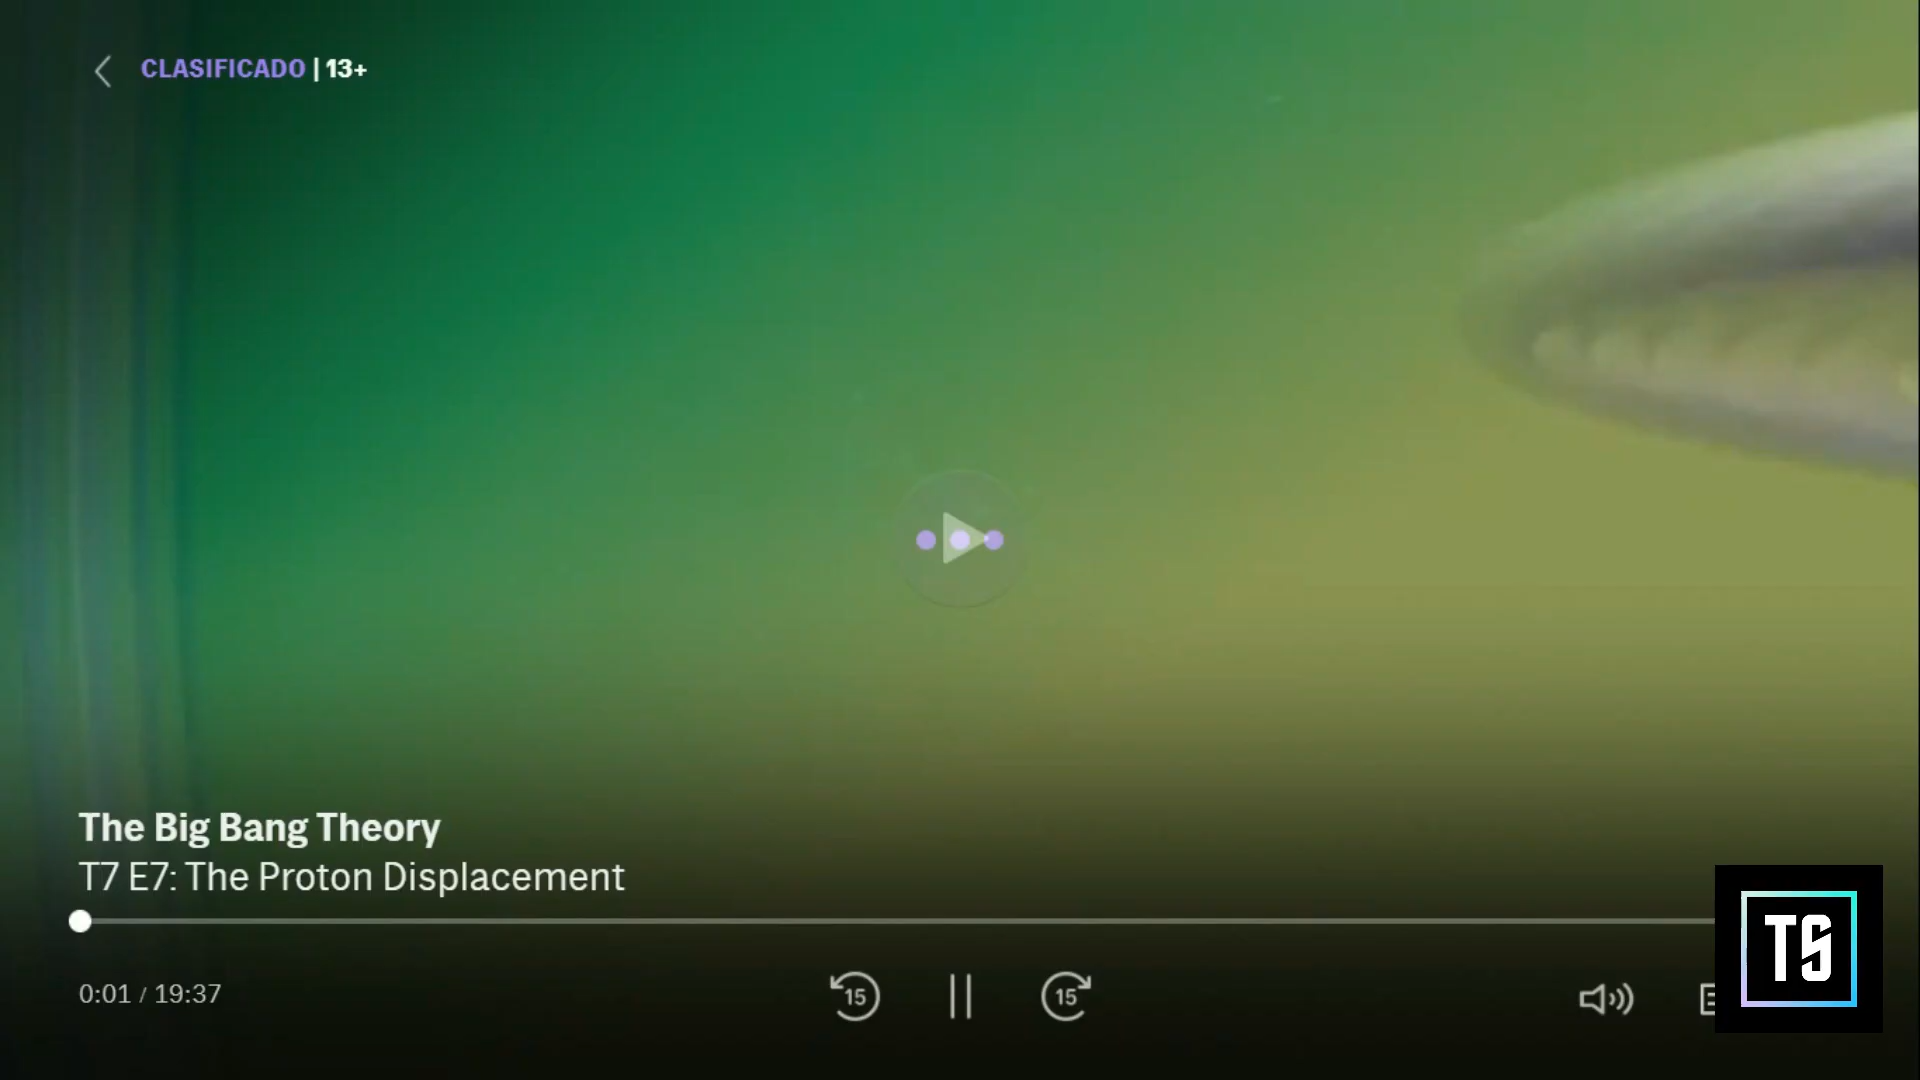 CLASIFICADO | 13+
The Big Bang Theory
T7 E7: The Proton Displacement
0:01 / 19:37
15
15
TS